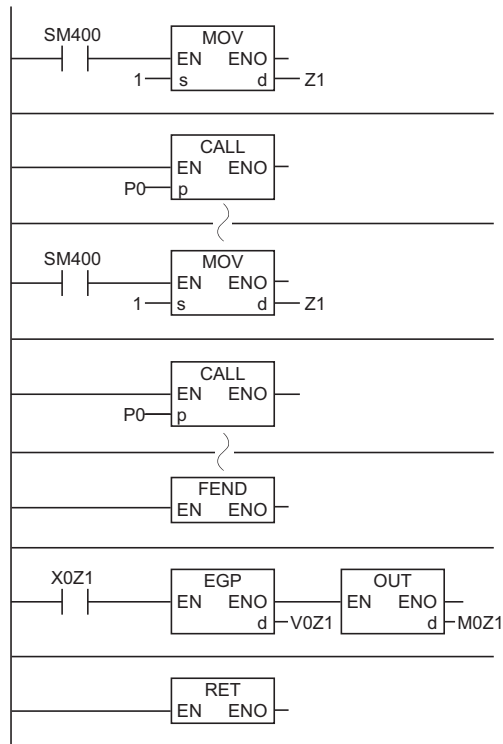 SM400
MOV
EN ENO
1 s d Z1
CALL
EN ENO
P0 p
SM400
MOV
EN ENO
1 s d Z1
CALL
EN ENO
P0 p
FEND
EN ENO
X0Z1 EGP OUT
EN ENO EN ENO
d V0Z1 d M0Z1
RET
EN ENO